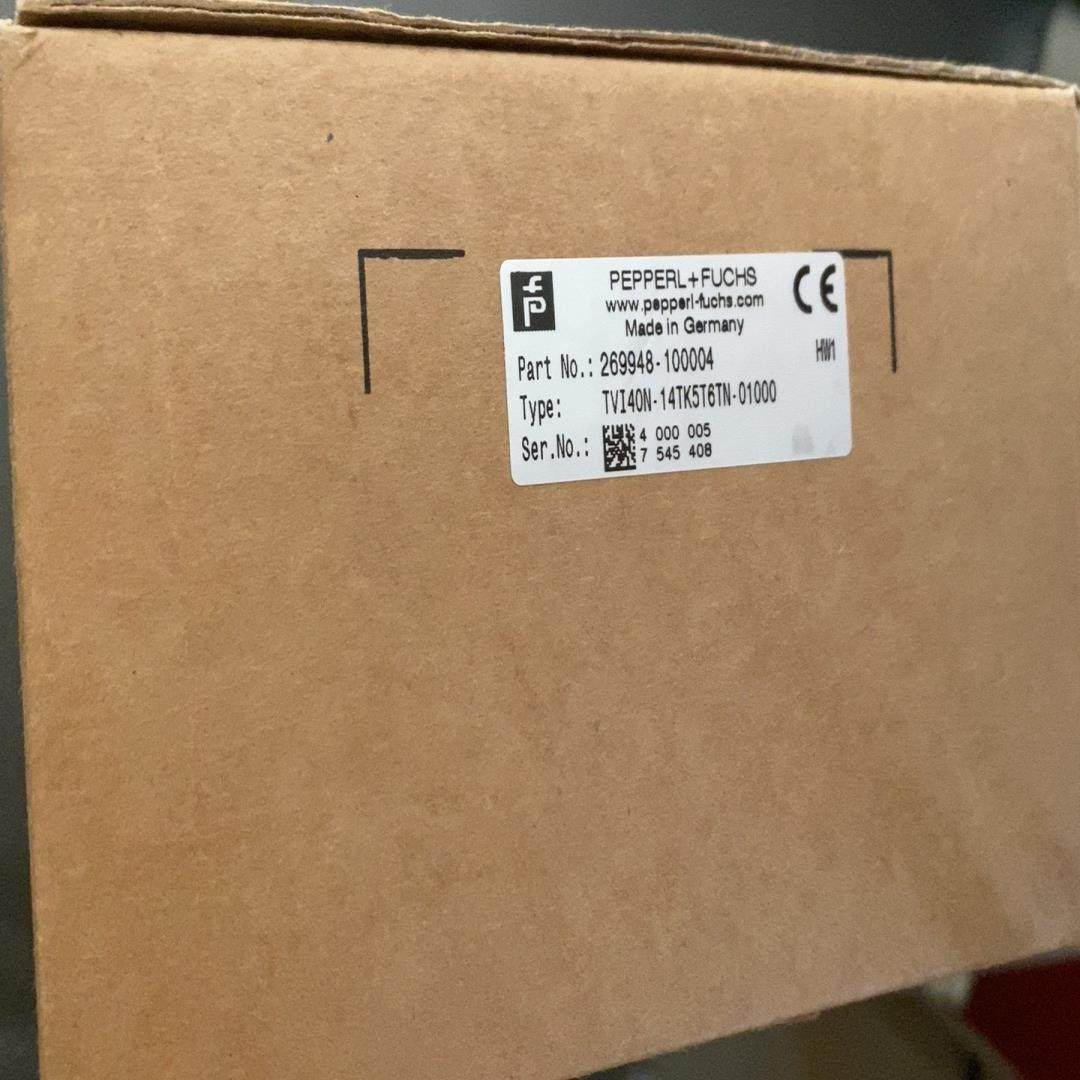 fp
PEPPERL+FUCHS
www.pepperl-fuchs.com
Made in Germany
CE
Part No.: 269948-100004
HW1
Type: TVI40N-14TK5T6TN-01000
Ser.No.: 4 000 005
7 545 408